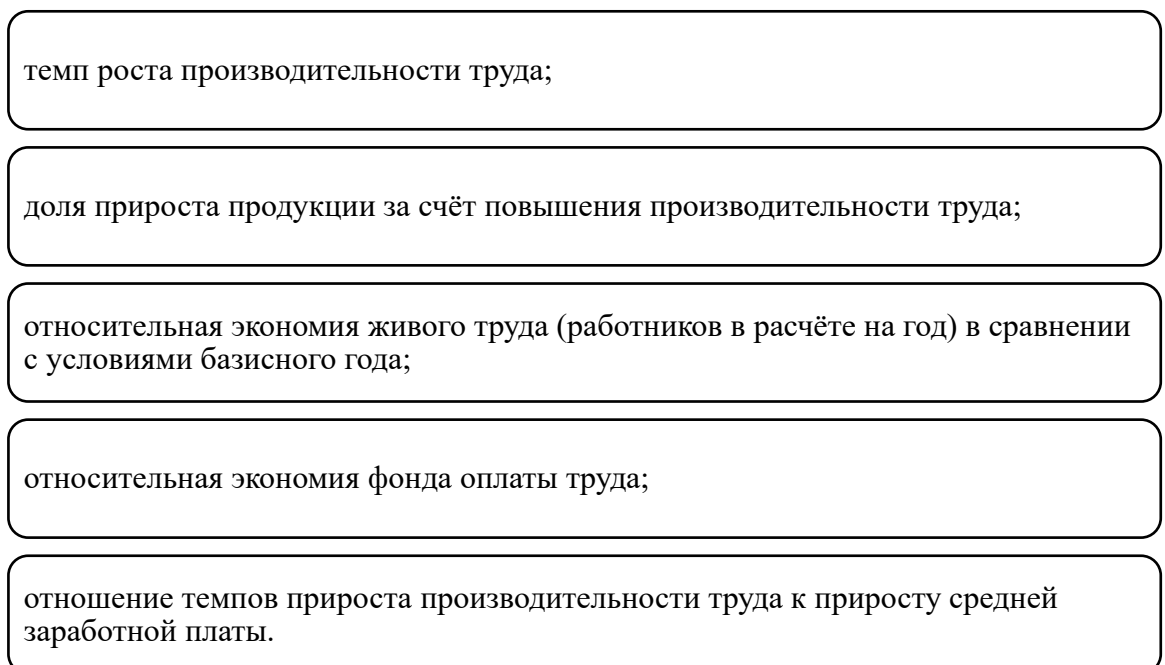 темп роста производительности труда;
доля прироста продукции за счёт повышения производительности труда;
относительная экономия живого труда (работников в расчёте на год) в сравнении
с условиями базисного года;
относительная экономия фонда оплаты труда;
отношение темпов прироста производительности труда к приросту средней
заработной платы.